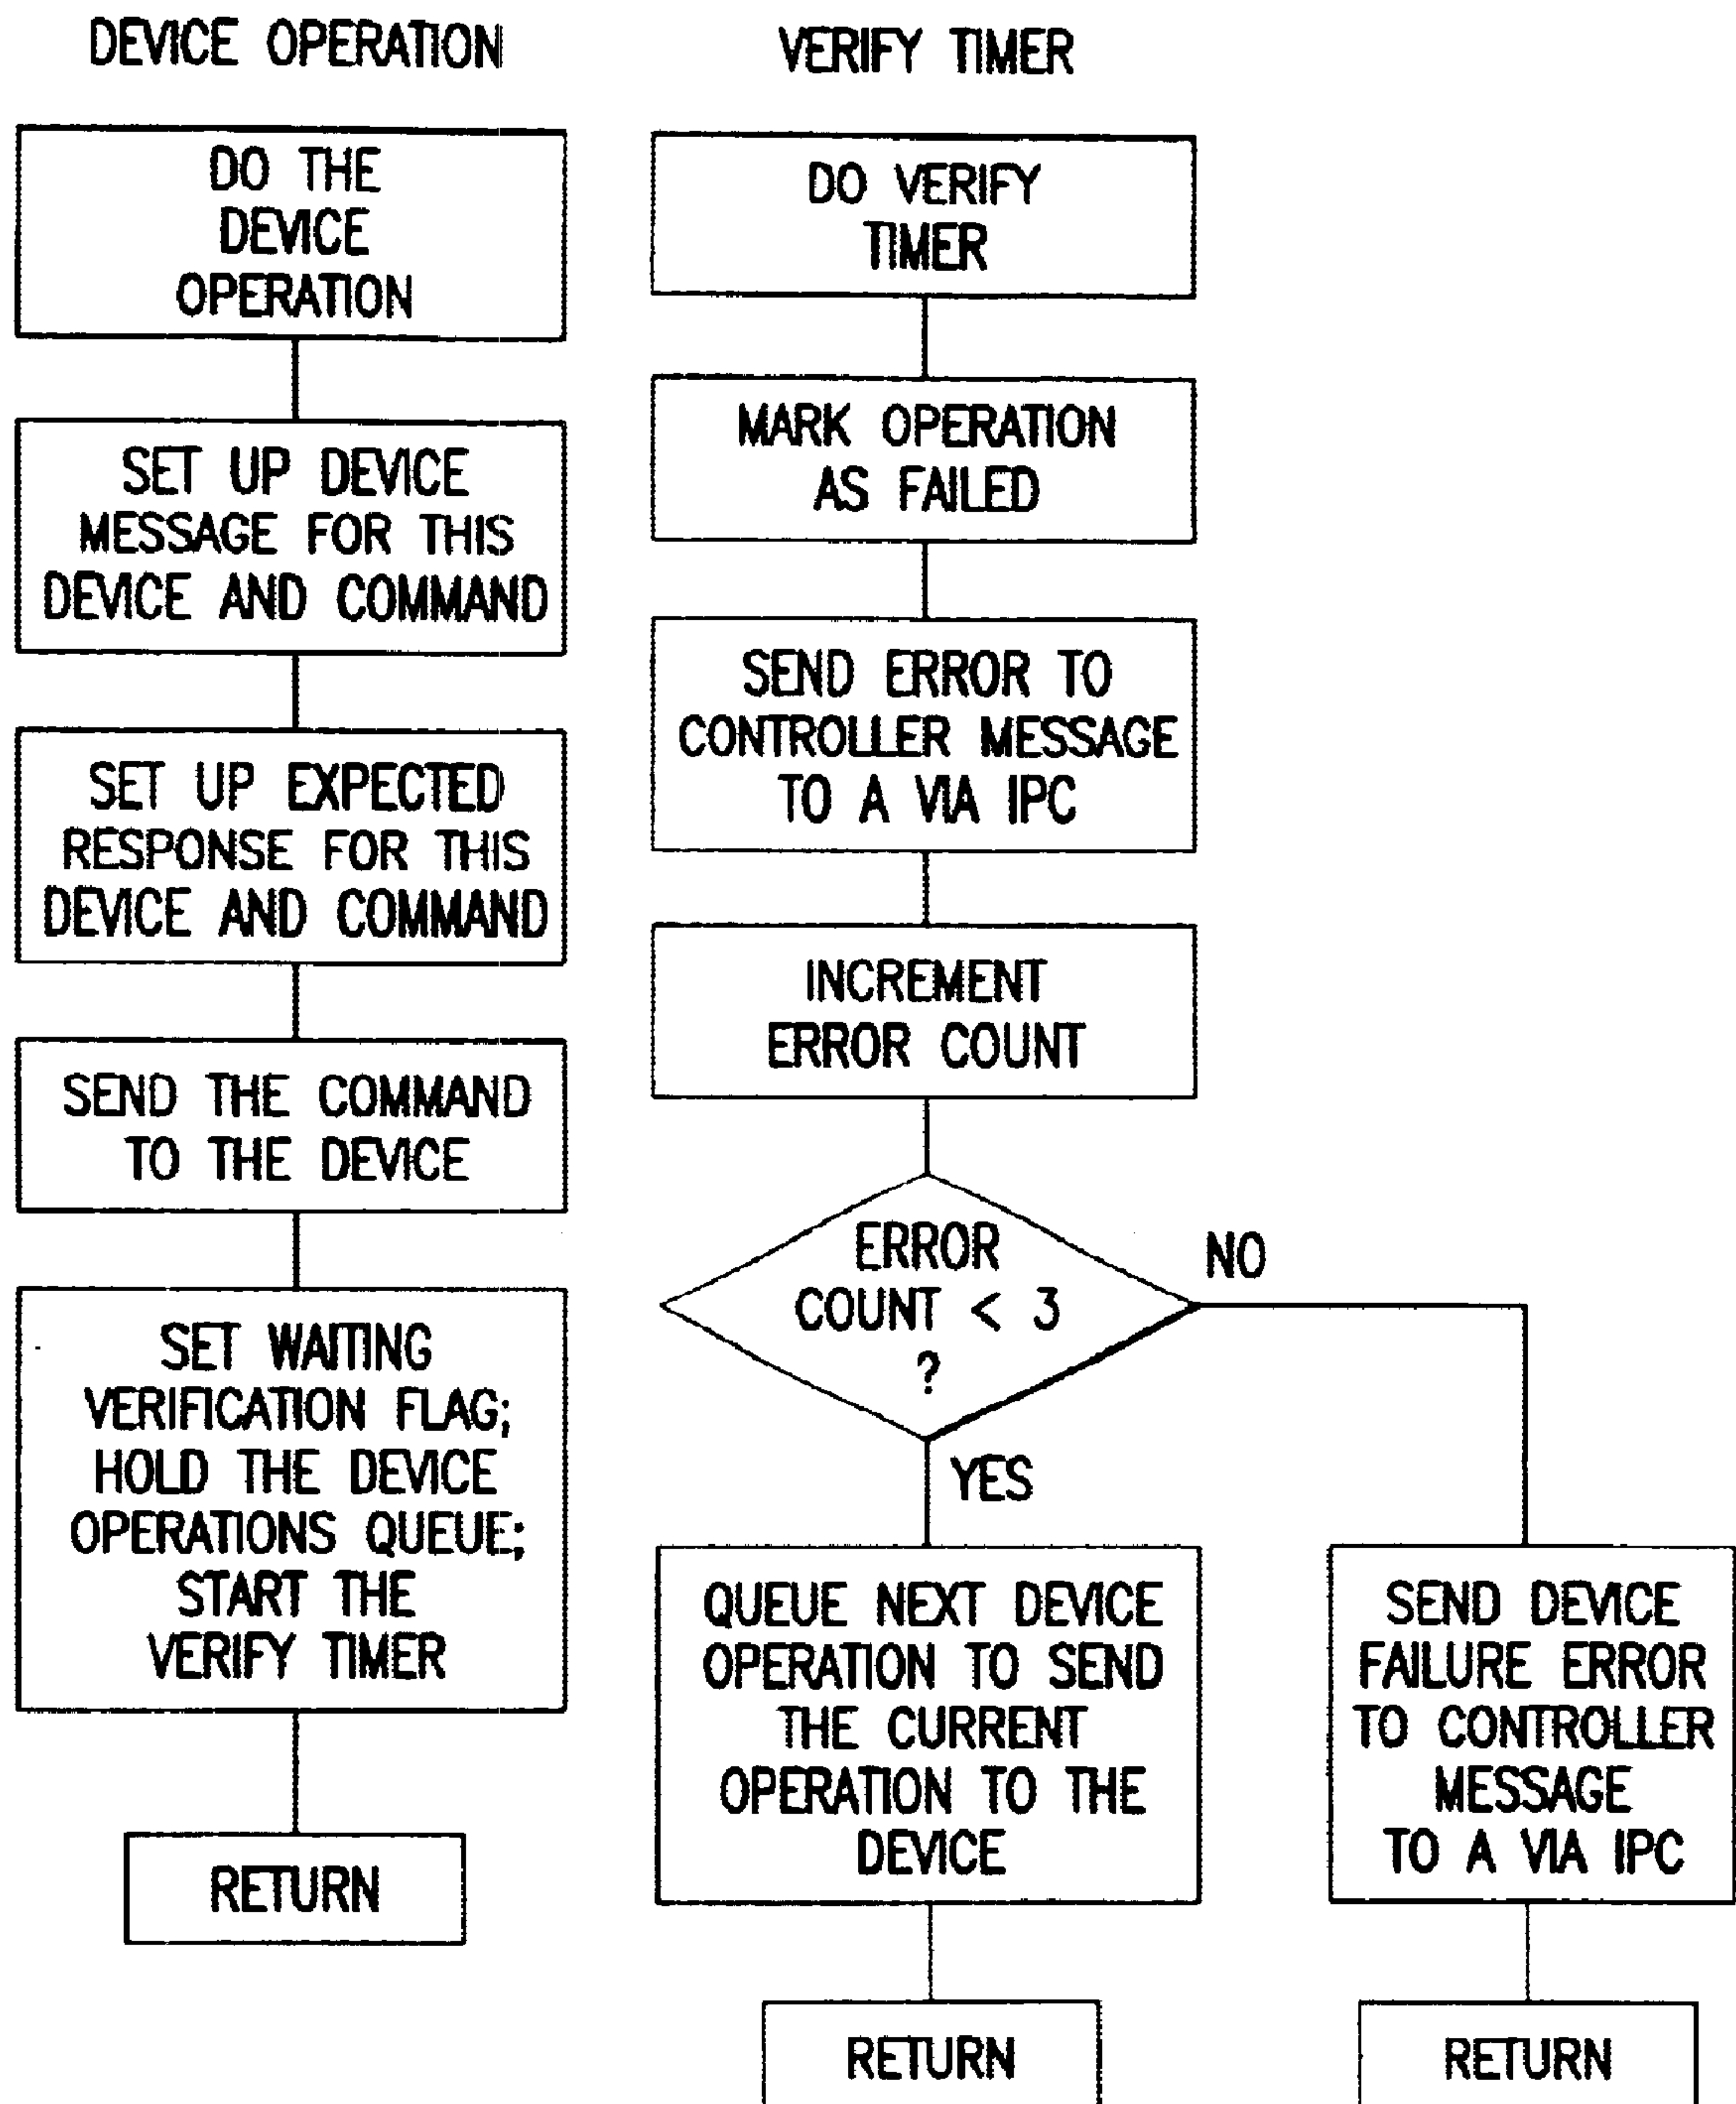 DEVICE OPERATION
DO THE
DEVICE
OPERATION
SET UP DEVICE
MESSAGE FOR THIS
DEVICE AND COMMAND
SET UP EXPECTED
RESPONSE FOR THIS
DEVICE AND COMMAND
SEND THE COMMAND
TO THE DEVICE
SET WAITING
VERIFICATION FLAG;
HOLD THE DEVICE
OPERATIONS QUEUE;
START THE
VERIFY TIMER
RETURN
VERIFY TIMER
DO VERIFY
TIMER
MARK OPERATION
AS FAILED
SEND ERROR TO
CONTROLLER MESSAGE
TO A VIA IPC
INCREMENT
ERROR COUNT
ERROR
COUNT < 3
?
NO
YES
QUEUE NEXT DEVICE
OPERATION TO SEND
THE CURRENT
OPERATION TO THE
DEVICE
RETURN
SEND DEVICE
FAILURE ERROR
TO CONTROLLER
MESSAGE
TO A VIA IPC
RETURN